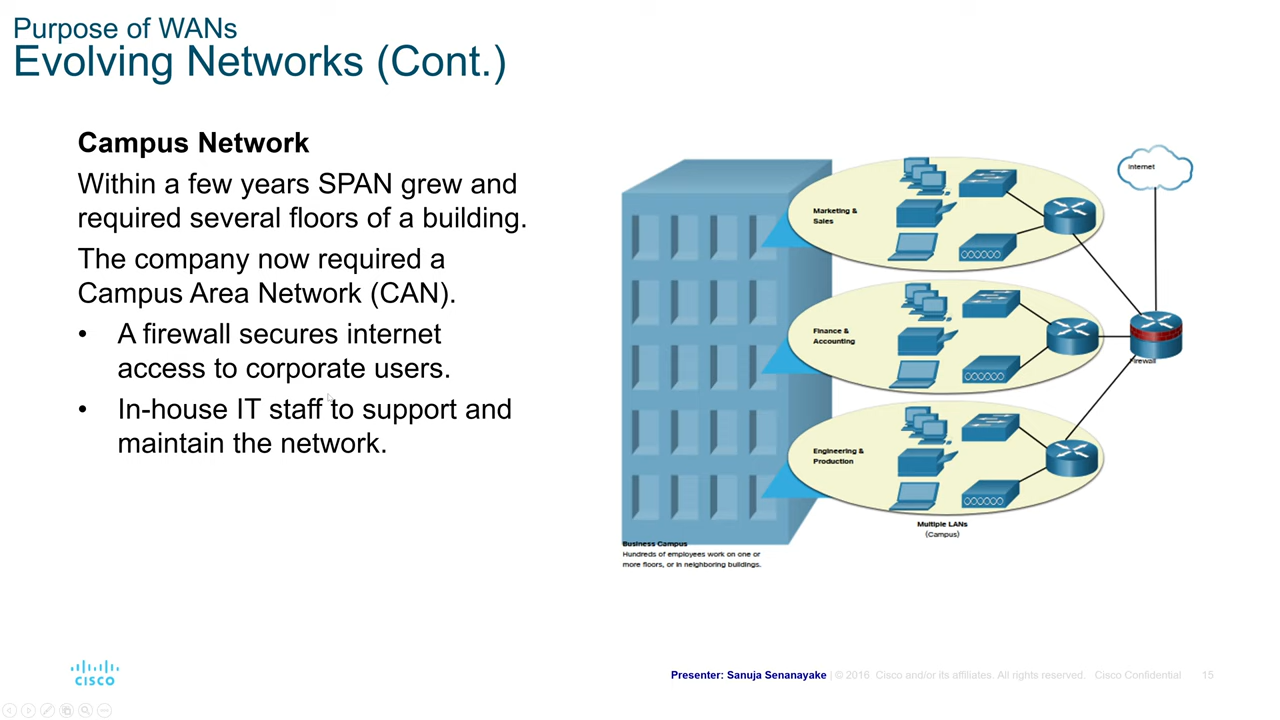 Purpose of WANs
Evolving Networks (Cont.)
Campus Network
Within a few years SPAN grew and
required several floors of a building.
The company now required a
Campus Area Network (CAN).
• A firewall secures internet
access to corporate users.
• In-house IT staff to support and
maintain the network.
Internet
Marketing &
Sales
Finance &
Accounting
Firewall
Engineering &
Production
Multiple LANs
(Campus)
Business Campus
Hundreds of employees work on one or
more floors, or in neighboring buildings.
CISCO
Presenter: Sanuja Senanayake | © 2016 Cisco and/or its affiliates. All rights reserved. Cisco Confidential 15